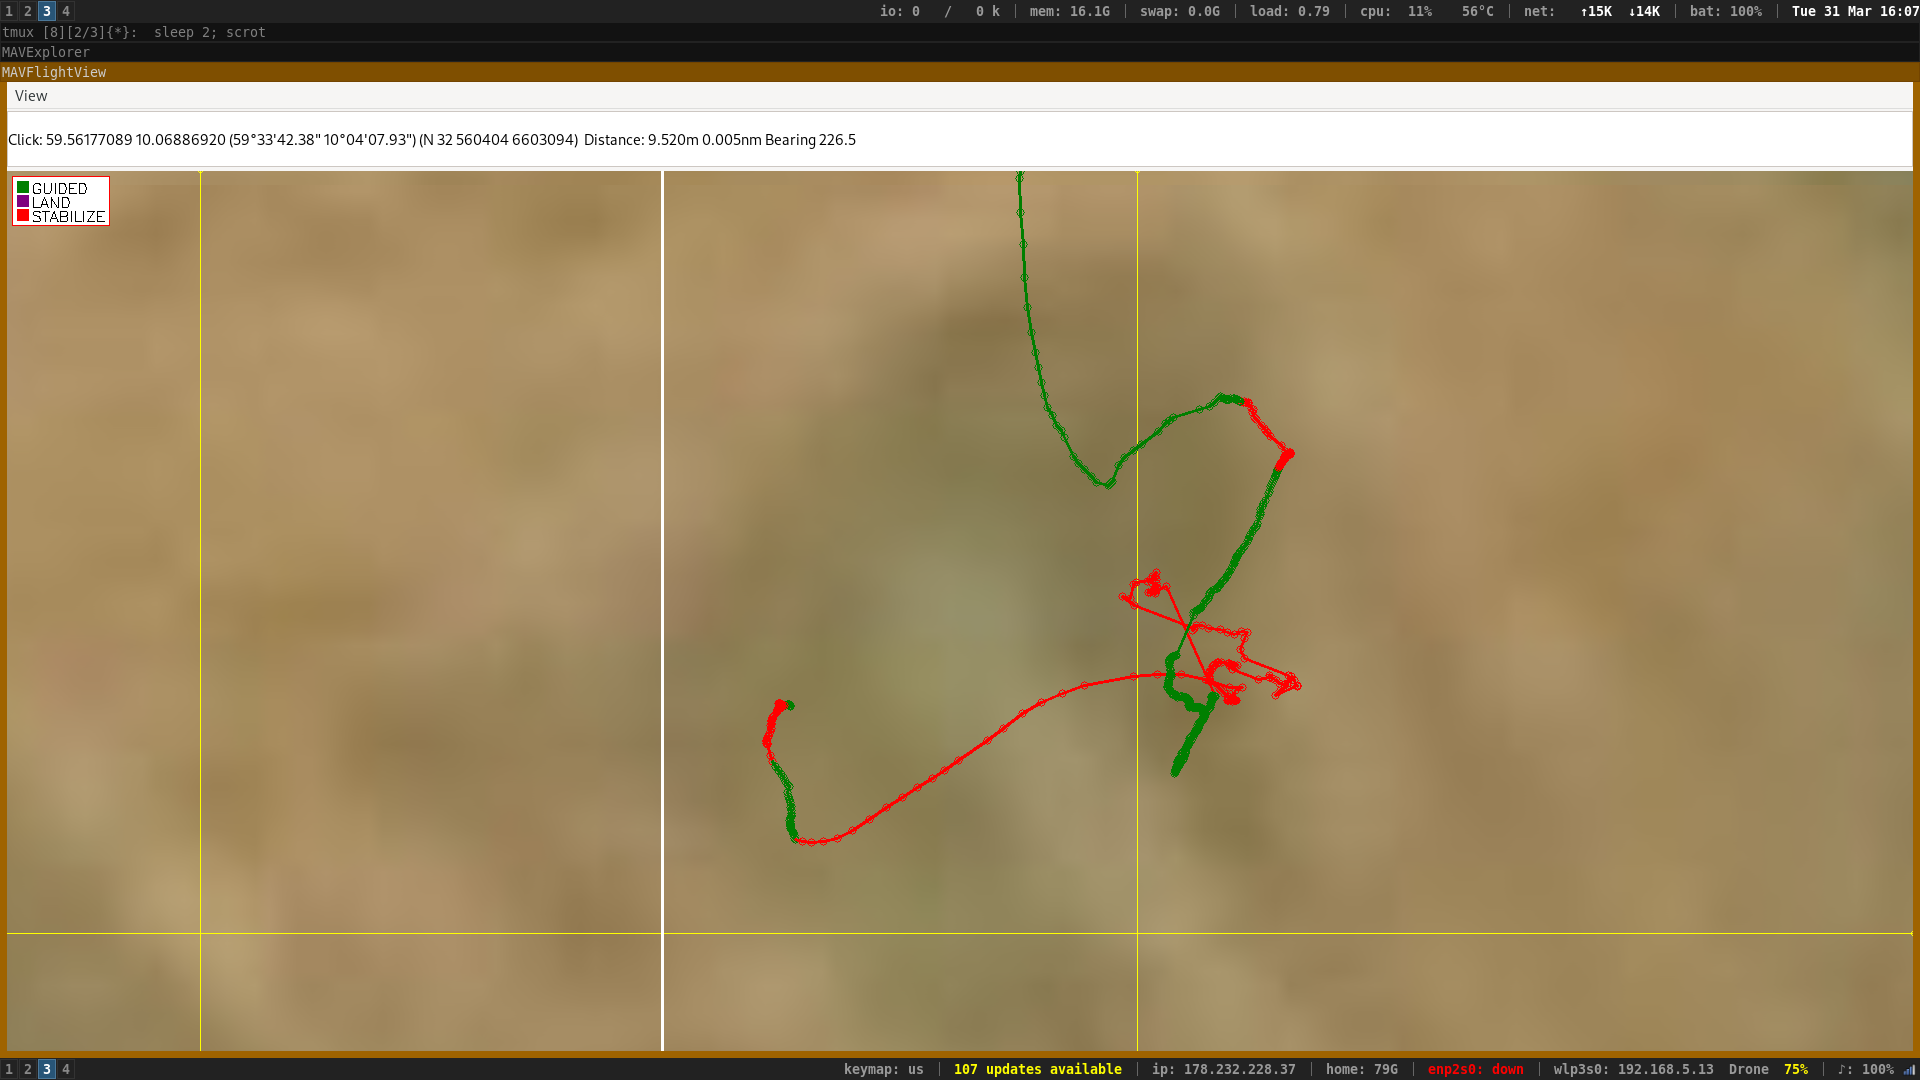 1 2 3 4 io: 0 / 0 k | mem: 16.1G | swap: 0.0G | load: 0.79 | cpu: 11% 56°C | net: ↑15K ↓14K | bat: 100% | Tue 31 Mar 16:07
tmux [8][2/3]{*}: sleep 2; scrot
MAVExplorer
MAVFlightView
View
Click: 59.56177089 10.06886920 (59°33'42.38" 10°04'07.93") (N 32 560404 6603094) Distance: 9.520m 0.005nm Bearing 226.5
GUIDED
LAND
STABILIZE
1 2 3 4 keymap: us | 107 updates available | ip: 178.232.228.37 | home: 79G | enp2s0: down | wlp3s0: 192.168.5.13 Drone 75% | ♪: 100%